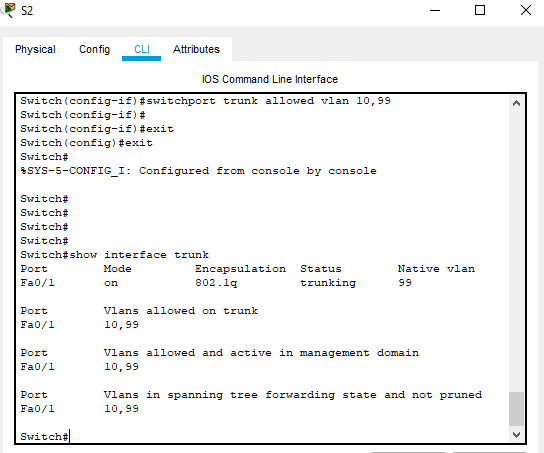 S2
Physical Config CLI Attributes
IOS Command Line Interface
Switch(config-if)#switchport trunk allowed vlan 10,99
Switch(config-if)#
Switch(config-if)#exit
Switch(config)#exit
Switch#
%SYS-5-CONFIG_I: Configured from console by console
Switch#
Switch#
Switch#
Switch#
Switch#show interface trunk
Port Mode Encapsulation Status Native vlan
Fa0/1 on 802.1q trunking 99
Port Vlans allowed on trunk
Fa0/1 10,99
Port Vlans allowed and active in management domain
Fa0/1 10,99
Port Vlans in spanning tree forwarding state and not pruned
Fa0/1 10,99
Switch#